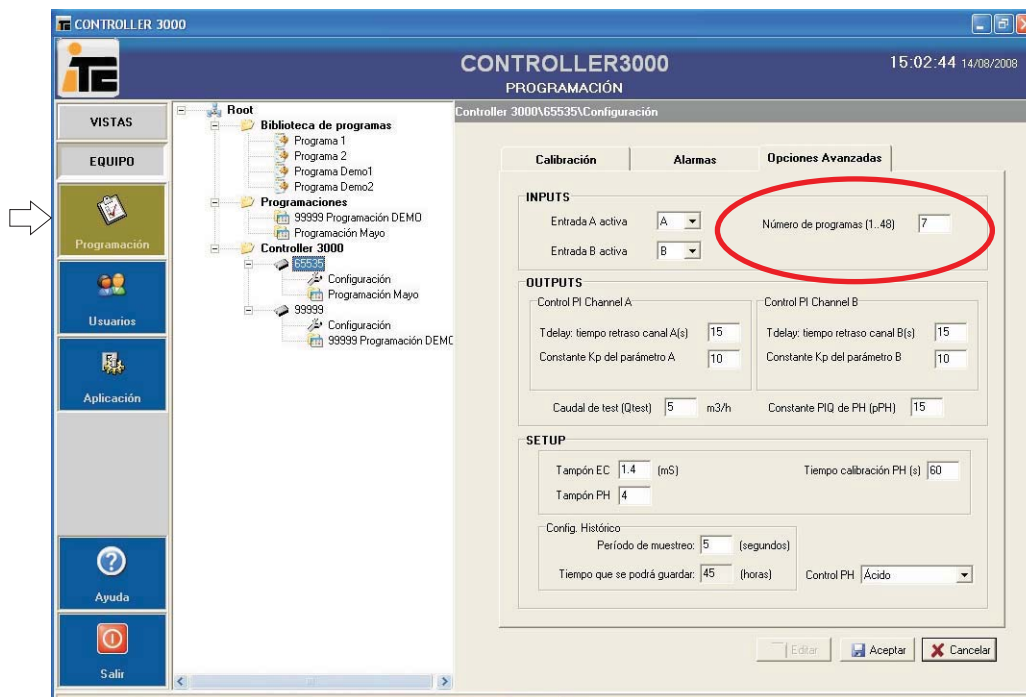 CONTROLLER 3000
iTC
CONTROLLER3000
15:02:44 14/08/2008
PROGRAMACIÓN
VISTAS
EQUIPO
Programación
Usuarios
Aplicación
Ayuda
Salir
Root
Biblioteca de programas
Programa 1
Programa 2
Programa Demo1
Programa Demo2
Programaciones
99999 Programación DEMO
Programación Mayo
Controller 3000
65535
Configuración
Programación Mayo
99999
Configuración
99999 Programación DEMO
Controller 3000\65535\Configuración
Calibración Alarmas Opciones Avanzadas
INPUTS
Entrada A activa A Número de programas (1..48) 7
Entrada B activa B
OUTPUTS
Control PI Channel A
Tdelay: tiempo retraso canal A(s) 15
Constante Kp del parámetro A 10
Control PI Channel B
Tdelay: tiempo retraso canal B(s) 15
Constante Kp del parámetro B 10
Caudal de test (Qtest) 5 m3/h Constante PIQ de PH (pPH) 15
SETUP
Tampón EC 1.4 (mS) Tiempo calibración PH (s) 60
Tampón PH 4
Config. Histórico
Período de muestreo: 5 (segundos)
Tiempo que se podrá guardar: 45 (horas) Control PH Ácido
Editar Aceptar Cancelar